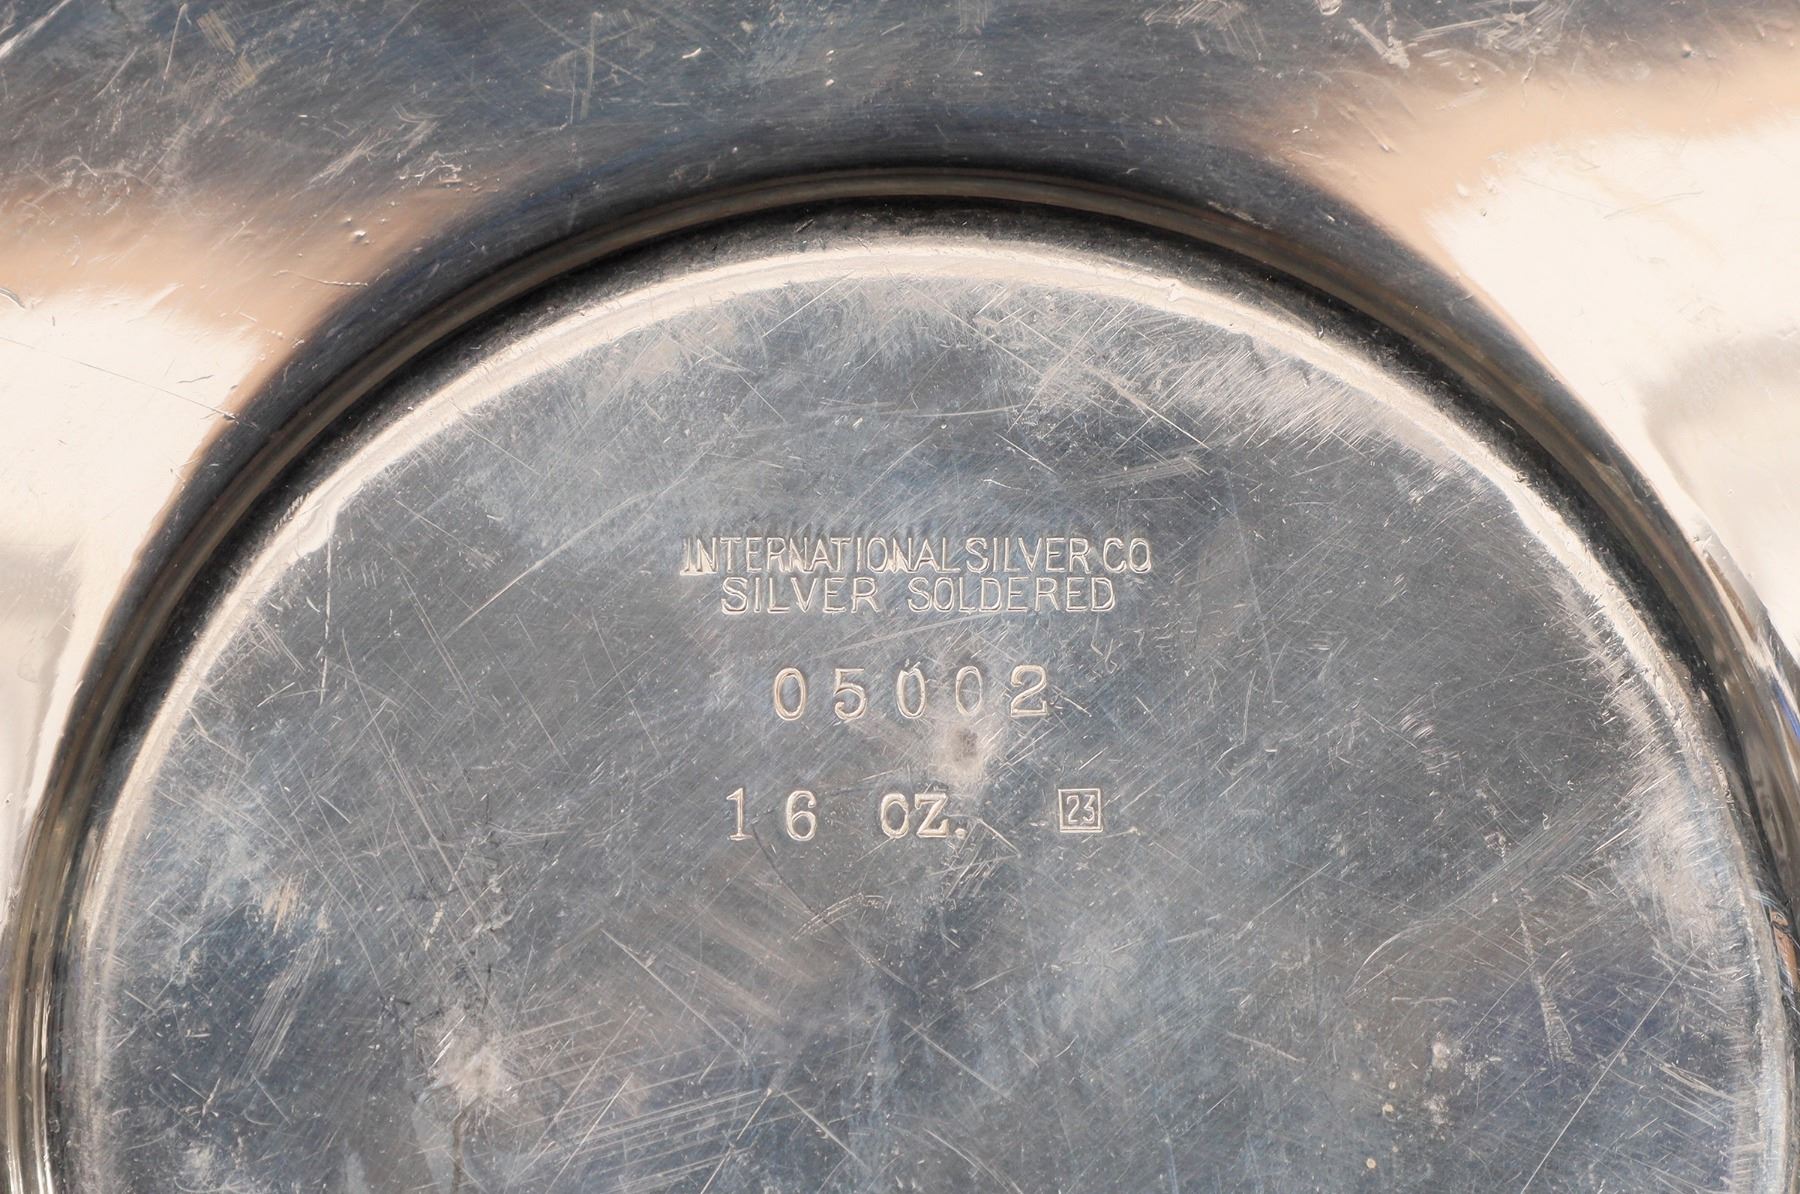 INTERNATIONAL SILVER CO
SILVER SOLDERED
05002
16 OZ. 23